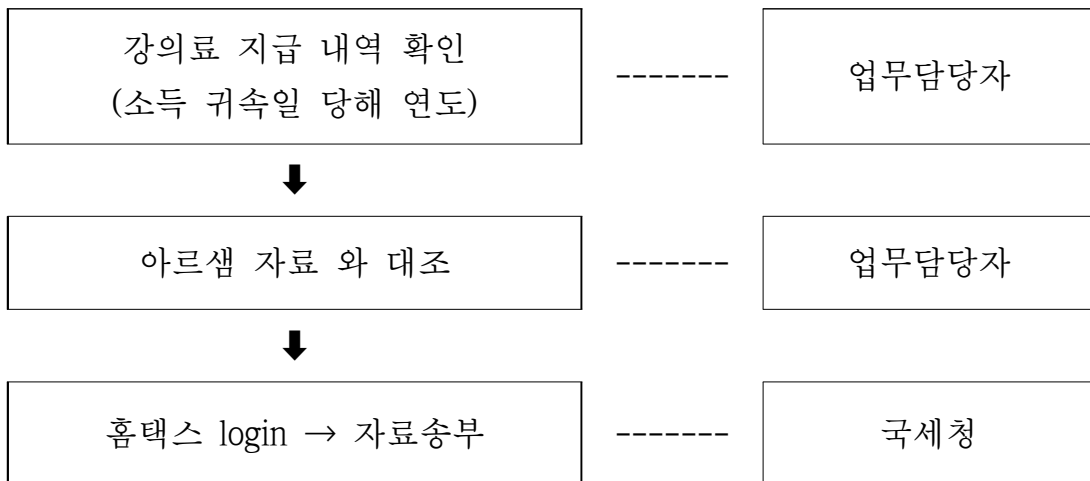 강의료 지급 내역 확인
(소득 귀속일 당해 연도)
업무담당자
아르샘 자료 와 대조
업무담당자
홈택스 login → 자료송부
국세청